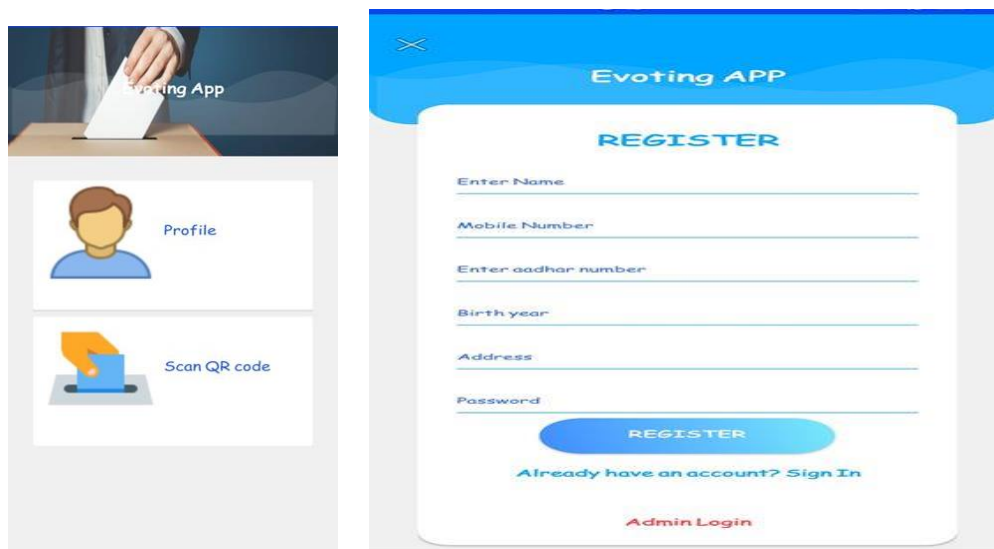 Evoting App
Profile
Scan QR code
Evoting APP
REGISTER
Enter Name
Mobile Number
Enter aadhar number
Birth year
Address
Password
REGISTER
Already have an account? Sign In
Admin Login